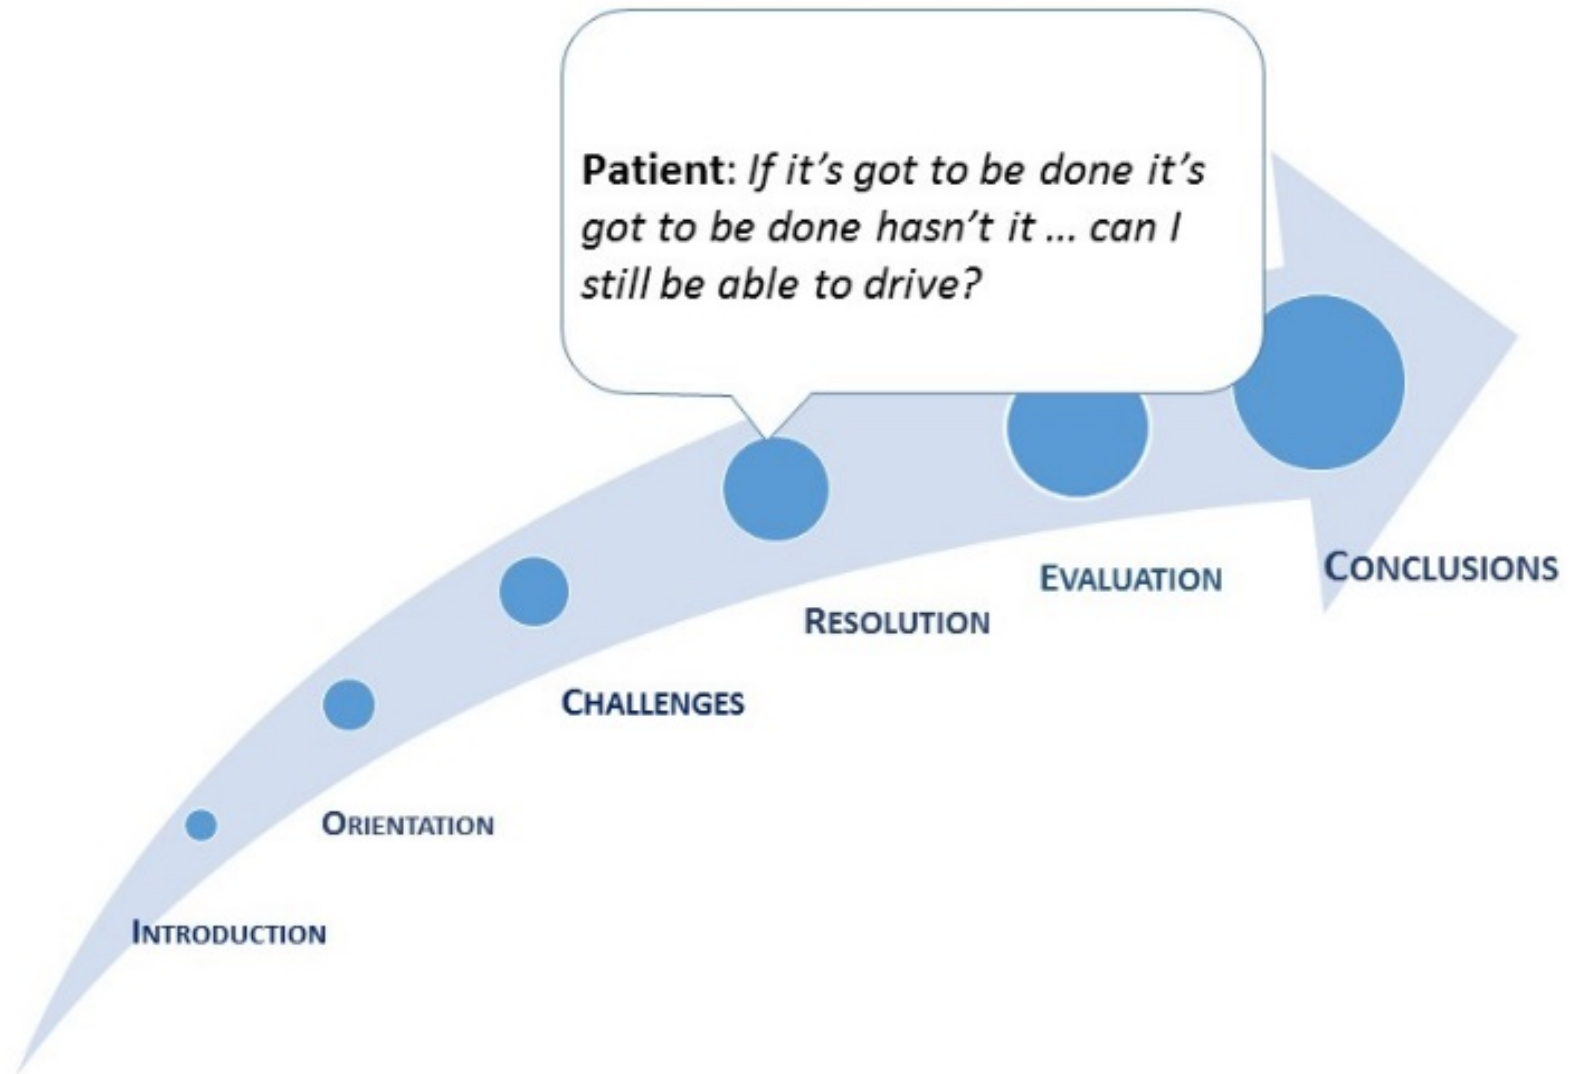 Patient: If it’s got to be done it’s
got to be done hasn’t it … can I
still be able to drive?
CONCLUSIONS
EVALUATION
RESOLUTION
CHALLENGES
ORIENTATION
INTRODUCTION